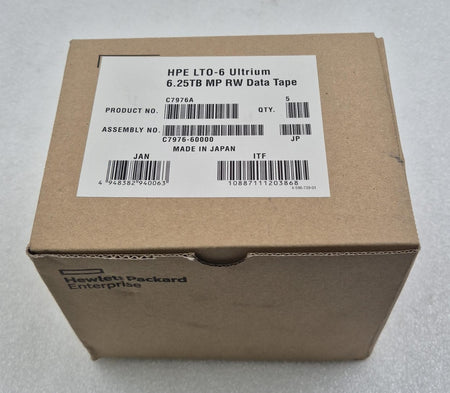 HPE LTO-6 Ultrium
6.25TB MP RW Data Tape
C7976A 5
PRODUCT NO. QTY.
ASSEMBLY NO.
C7976-60000 JP
MADE IN JAPAN
JAN ITF
4 948382 940063 10887111203868
Hewlett Packard
Enterprise